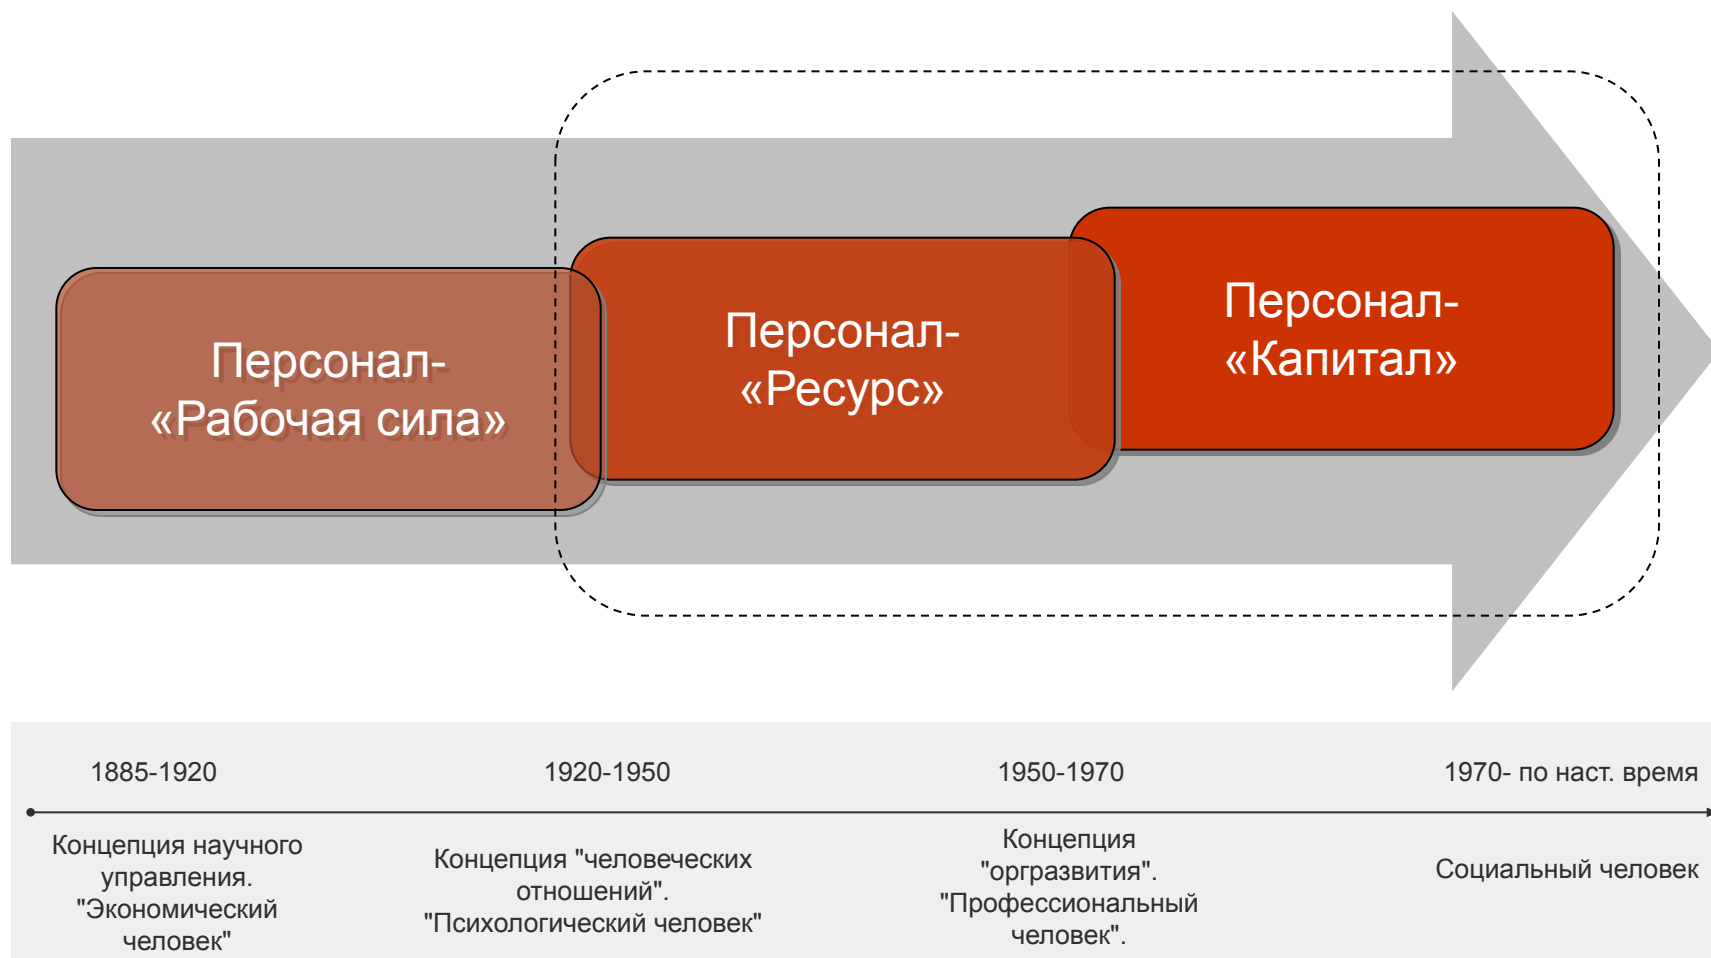 Персонал-
«Рабочая сила»
Персонал-
«Ресурс»
Персонал-
«Капитал»
1885-1920
1920-1950
1950-1970
1970- по наст. время
Концепция научного
управления.
"Экономический
человек"
Концепция "человеческих
отношений".
"Психологический человек"
Концепция
"оргразвития".
"Профессиональный
человек".
Социальный человек